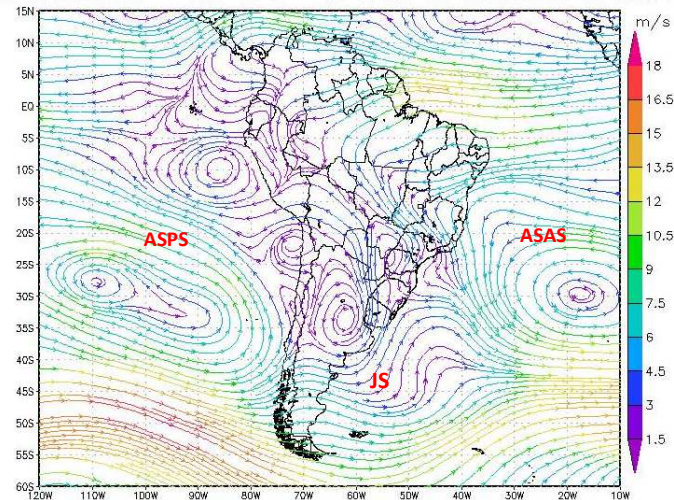 15N
10N
5N
EQ
5S
10S
15S
20S
25S
30S
35S
40S
45S
50S
55S
60S
120W 110W 100W 90W 80W 70W 60W 50W 40W 30W 20W 10W
ASPS
ASAS
JS
m/s
18
16.5
15
13.5
12
10.5
9
7.5
6
4.5
3
1.5